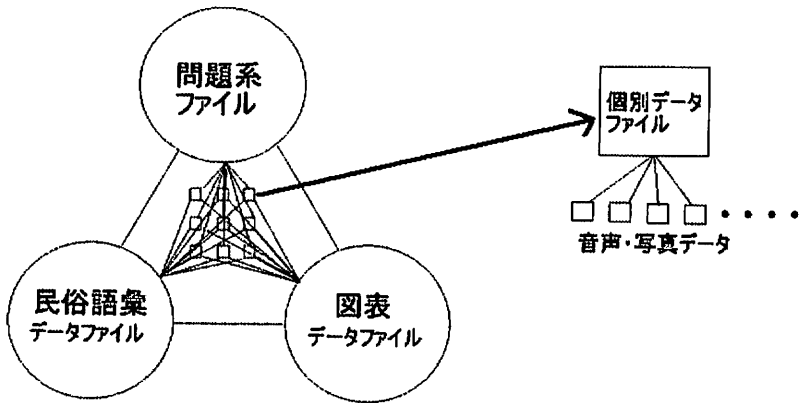 問題系
ファイル
個別データ
ファイル
音声・写真データ
民俗語彙
データファイル
図表
データファイル